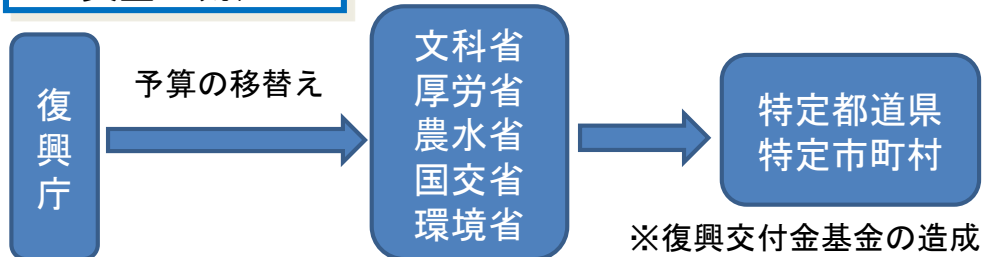 復興庁
予算の移替え
文科省
厚労省
農水省
国交省
環境省
特定都道県
特定市町村
※復興交付金基金の造成